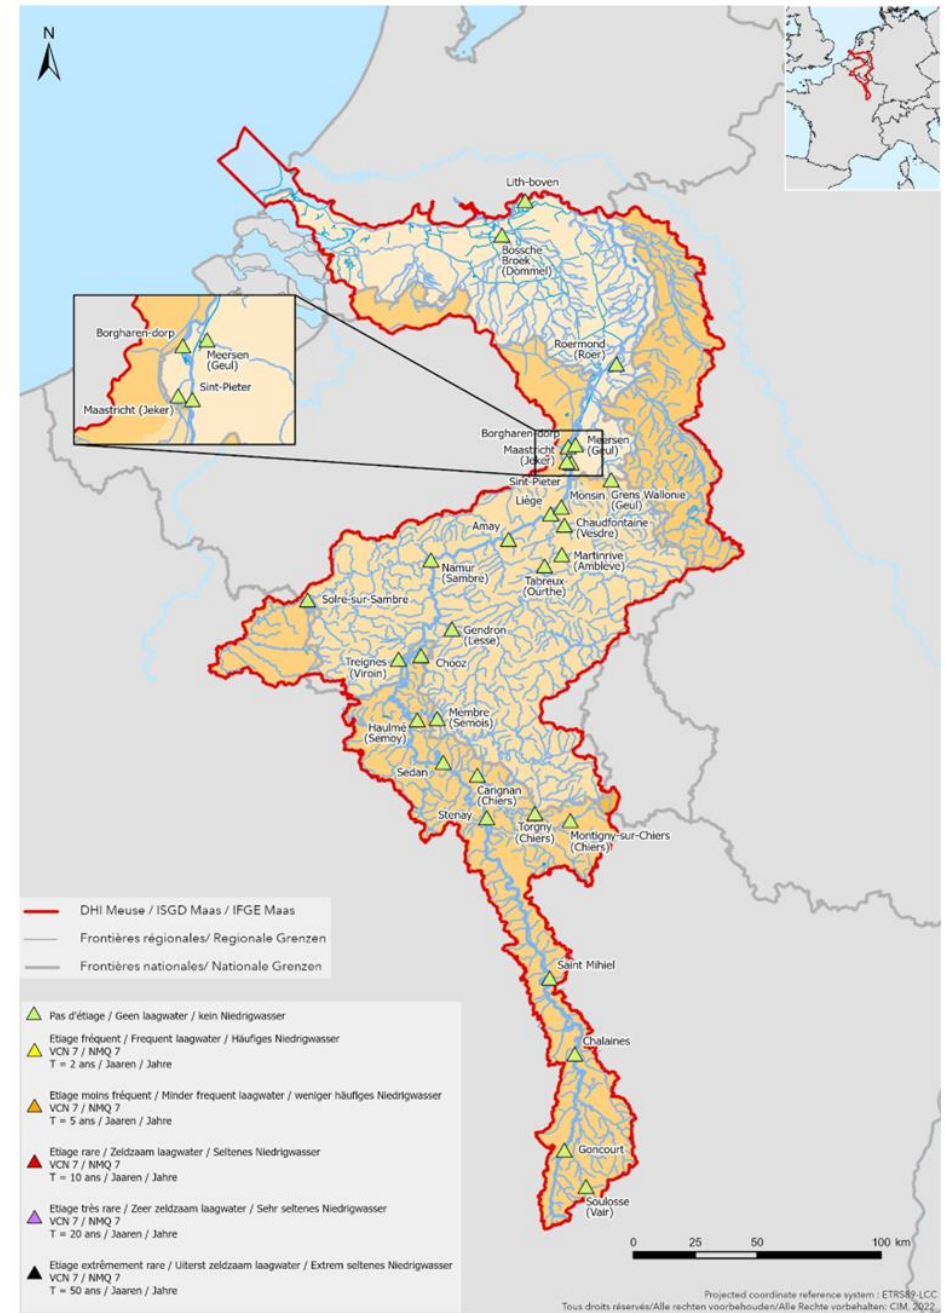 N
Lith-boven
Bossche
Broek
(Dommel)
Borgharen-dorp
Meersen
(Geul)
Sint-Pieter
Maastricht (Jeker)
Roermond
(Roer)
Borgharen-dorp
Meersen
(Geul)
Maastricht
(Jeker)
Sint-Pieter
Monsin
Grens Wallonie
(Geul)
Liège
Chaudfontaine
(Vesdre)
Amay
Martinrive
(Amblève)
Namur
(Sambre)
Tabreux
(Ourthe)
Solre-sur-Sambre
Gendron
(Lesse)
Treignes
(Viroin)
Chooz
Membre
(Semois)
Haulmé
(Semoy)
Sedan
Carignan
(Chiers)
Stenay
Torgny
(Chiers)
Montigny-sur-Chiers
(Chiers)
Saint Mihiel
Chalaines
Goncourt
Soulosse
(Vair)
DHI Meuse / ISGD Maas / IFGE Maas
Frontières régionales/ Regionale Grenzen
Frontières nationales/ Nationale Grenzen
Pas d'étiage / Geen laagwater / kein Niedrigwasser
Etiage fréquent / Frequent laagwater / Häufiges Niedrigwasser
VCN 7 / NMQ 7
T = 2 ans / Jaaren / Jahre
Etiage moins fréquent / Minder frequent laagwater / weniger häufiges Niedrigwasser
VCN 7 / NMQ 7
T = 5 ans / Jaaren / Jahre
Etiage rare / Zeldzaam laagwater / Seltenes Niedrigwasser
VCN 7 / NMQ 7
T = 10 ans / Jaaren / Jahre
Etiage très rare / Zeer zeldzaam laagwater / Sehr seltenes Niedrigwasser
VCN 7 / NMQ 7
T = 20 ans / Jaaren / Jahre
Etiage extrêmement rare / Uiterst zeldzaam laagwater / Extrem seltenes Niedrigwasser
VCN 7 / NMQ 7
T = 50 ans / Jaaren / Jahre
0 25 50 100 km
Projected coordinate reference system : ETRS89-LCC
Tous droits réservés/Alle rechten voorbehouden/Alle Rechte vorbehalten: CIM, 2022